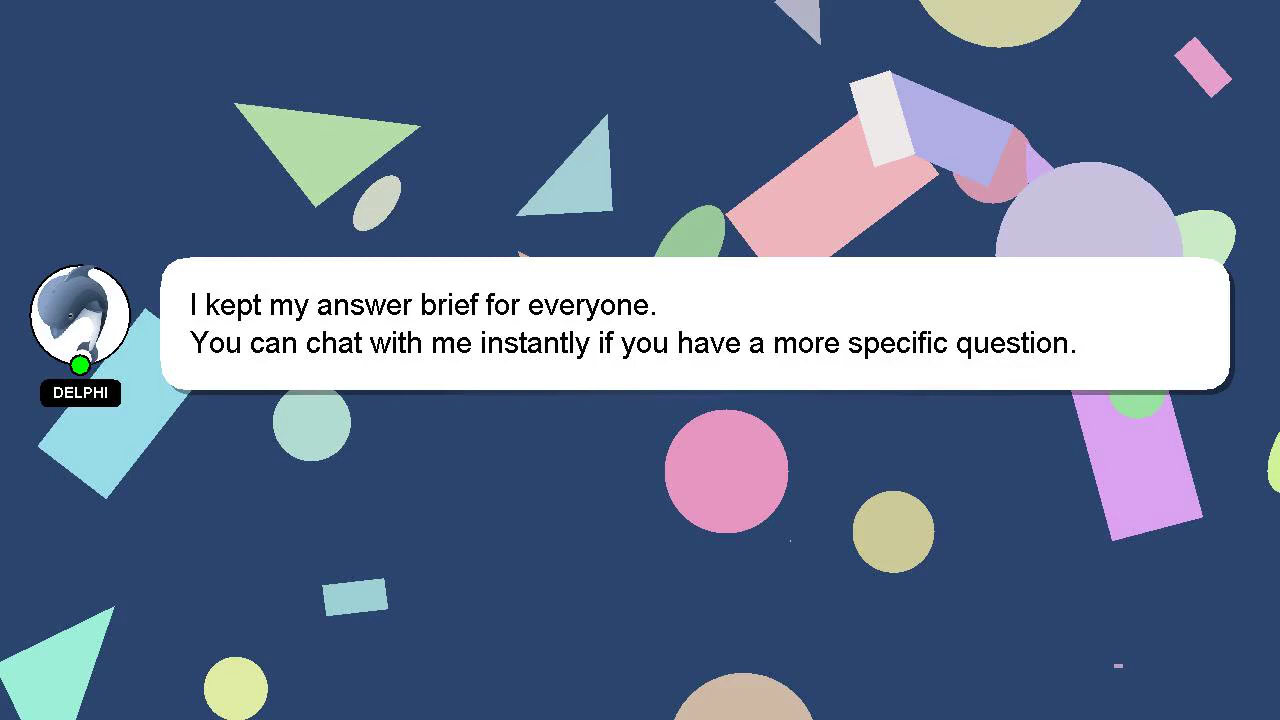 I kept my answer brief for everyone.
You can chat with me instantly if you have a more specific question.
DELPHI